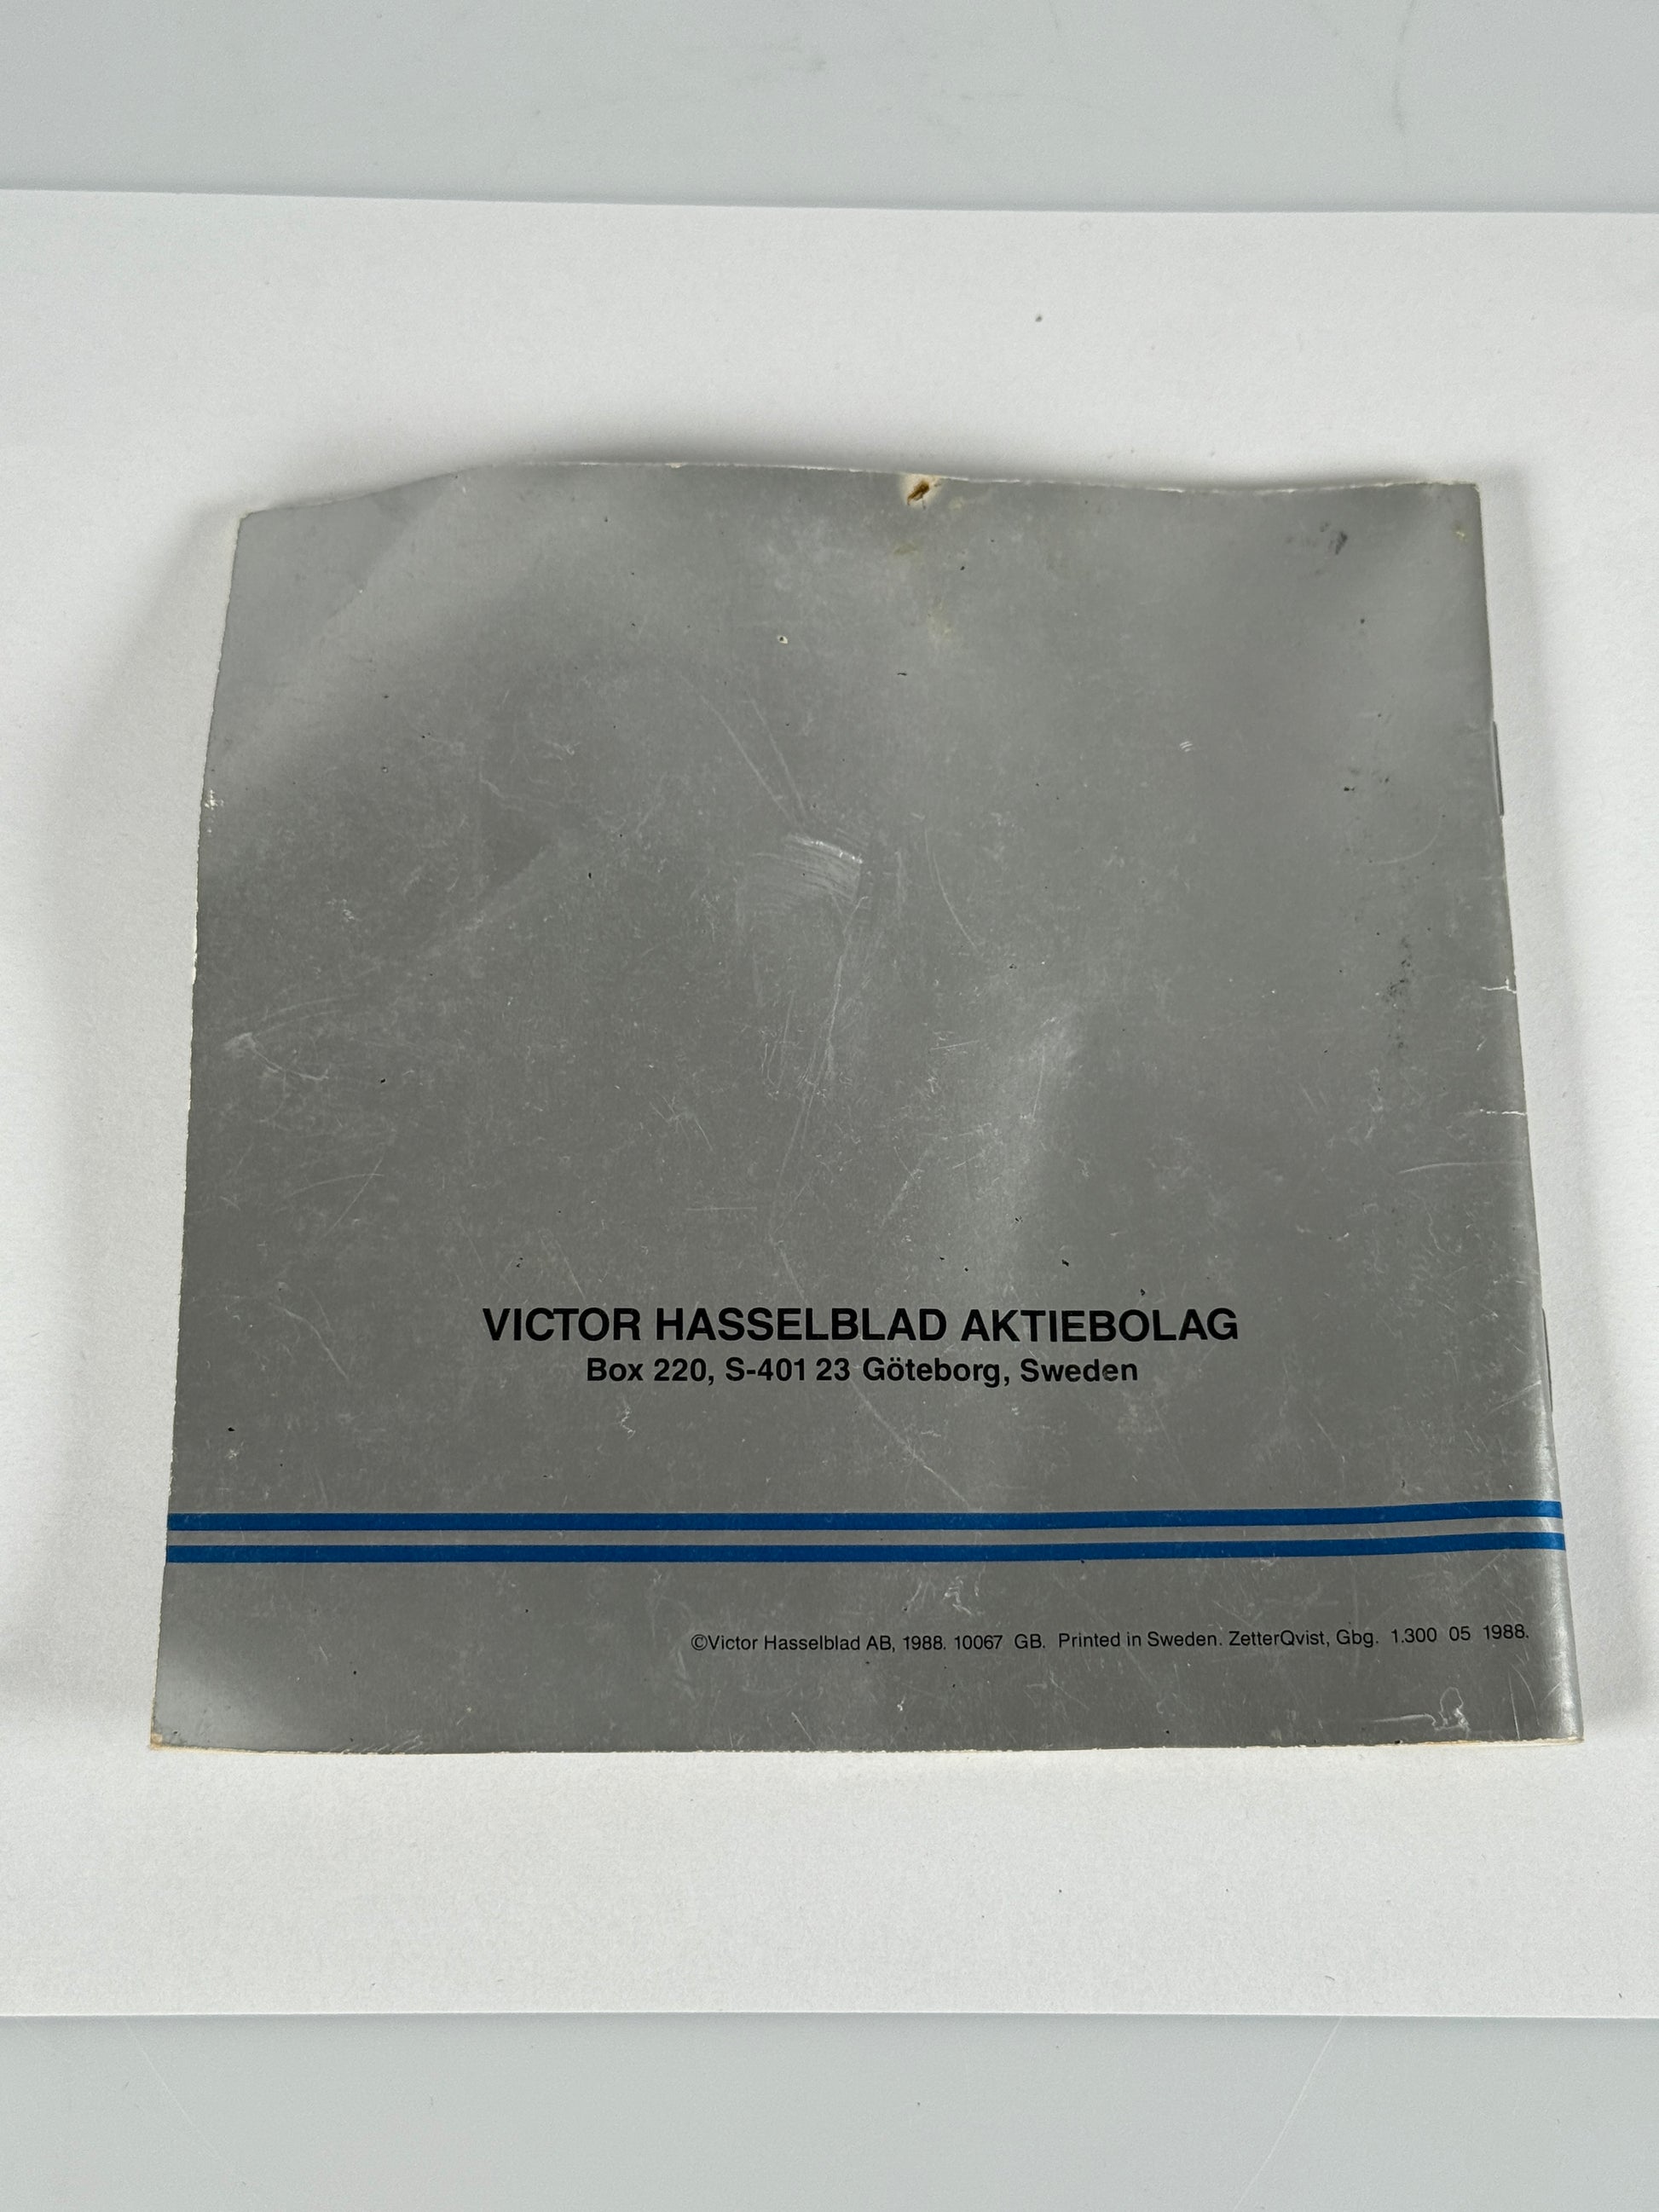 VICTOR HASSELBLAD AKTIEBOLAG
Box 220, S-401 23 Göteborg, Sweden
©Victor Hasselblad AB, 1988. 10067 GB. Printed in Sweden. ZetterQvist, Gbg. 1.300 05 1988.